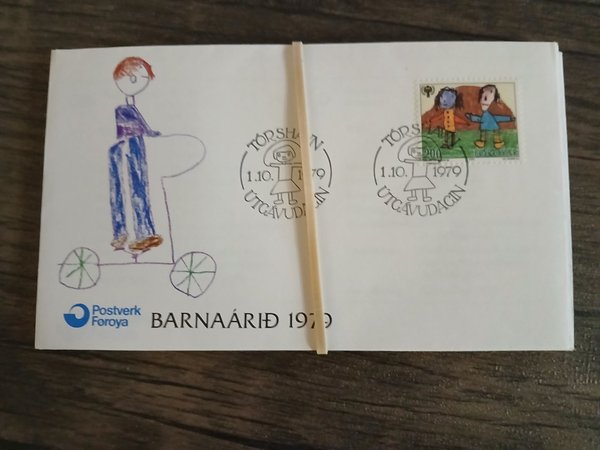 TÓRSHAVN
1.10. 1979
ÚTGÁVUDAGIN
TÓRSHAVN
1.10. 1979
ÚTGÁVUDAGIN
Postverk
Føroya
BARNAÁRIÐ 1979